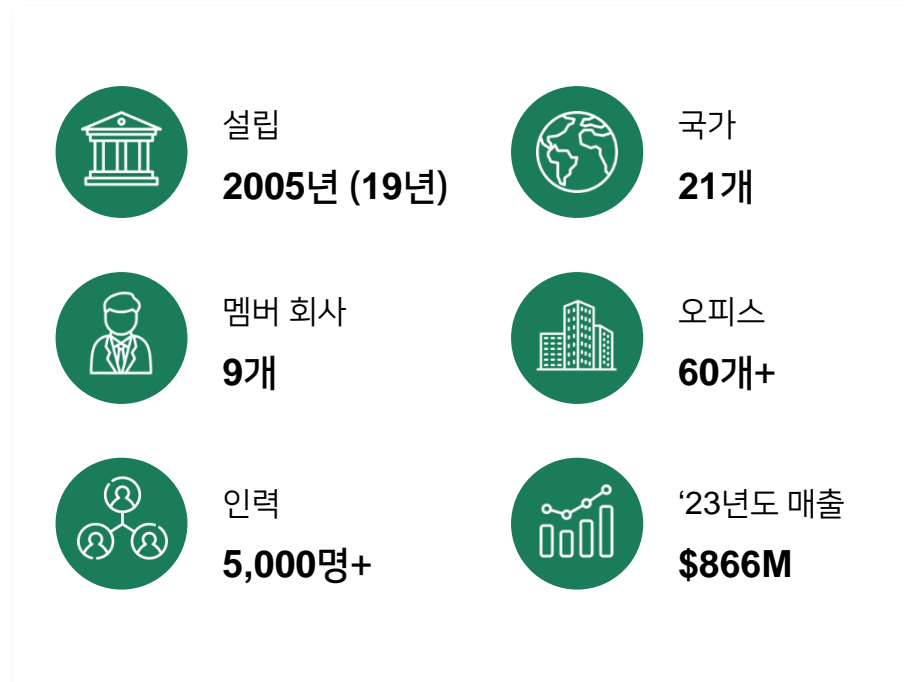 설립
2005년 (19년)
국가
21개
멤버 회사
9개
오피스
60개+
인력
5,000명+
‘23년도 매출
$866M